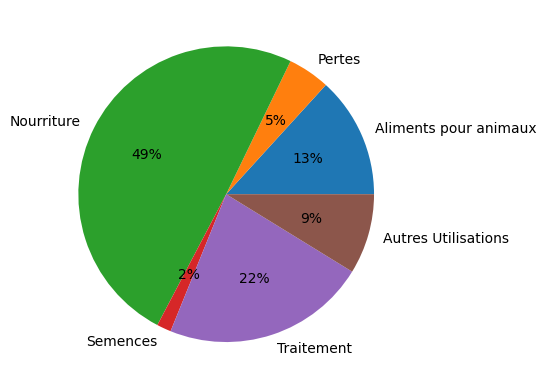 Pertes
Nourriture
Aliments pour animaux
5%
49%
13%
9%
Autres Utilisations
2%
22%
Semences
Traitement